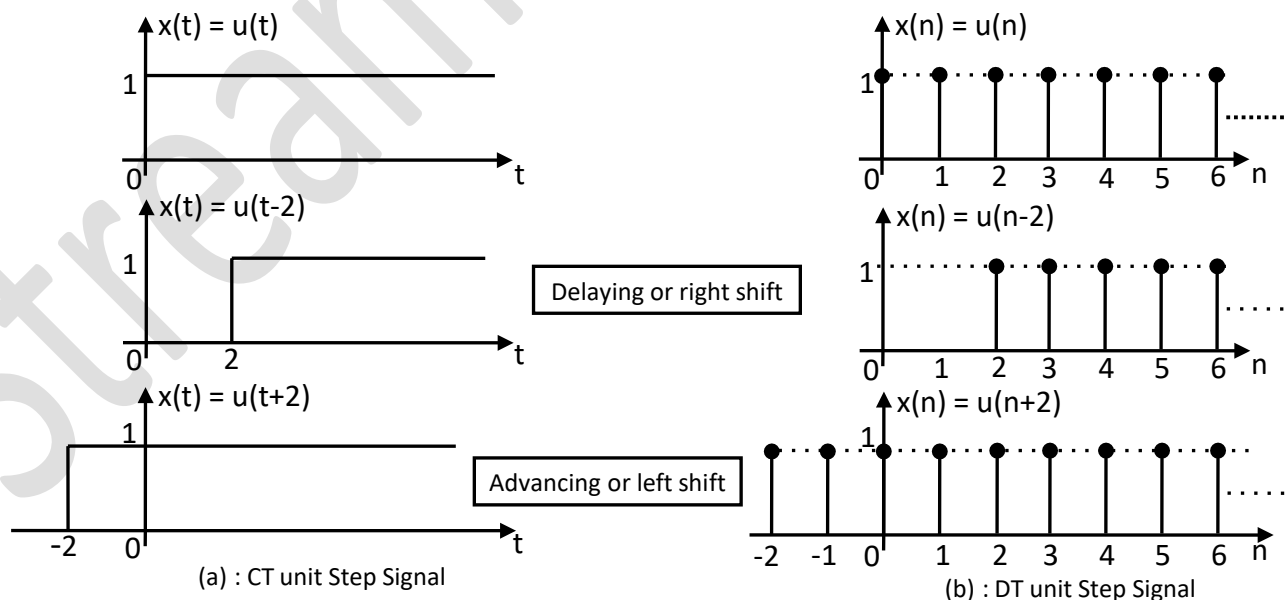 x(t) = u(t)
1
0
t
x(t) = u(t-2)
1
0
2
t
Delaying or right shift
x(t) = u(t+2)
1
-2
0
t
Advancing or left shift
(a) : CT unit Step Signal
x(n) = u(n)
1
0 1 2 3 4 5 6 n
x(n) = u(n-2)
1
0 1 2 3 4 5 6 n
x(n) = u(n+2)
1
-2 -1 0 1 2 3 4 5 6 n
(b) : DT unit Step Signal
Stream